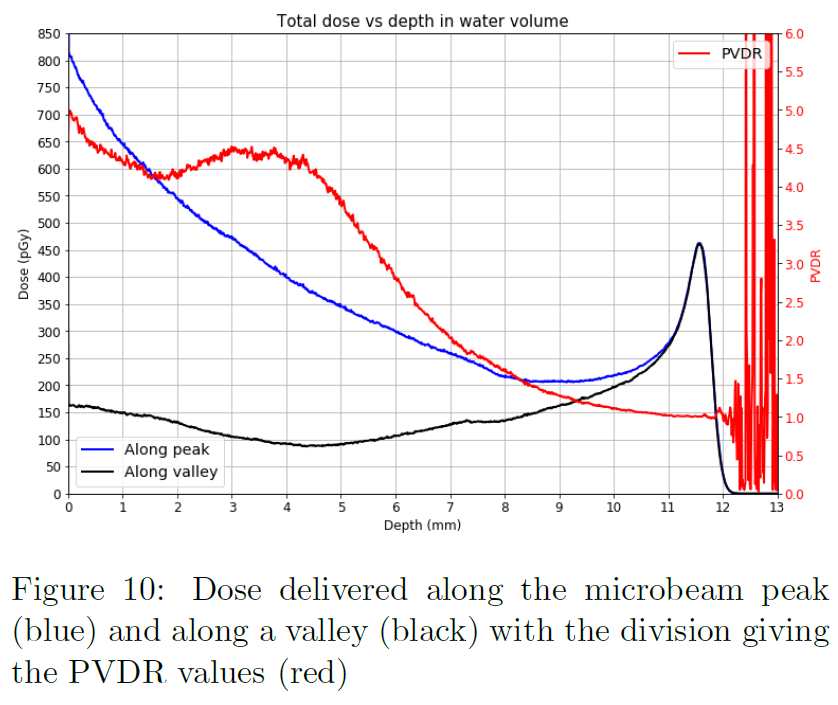 Total dose vs depth in water volume
850
800
750
700
650
600
550
500
450
400
350
300
250
200
150
100
50
0
Dose (pGy)
6.0
5.5
5.0
4.5
4.0
3.5
3.0
2.5
2.0
1.5
1.0
0.5
0.0
PVDR
PVDR
Along peak
Along valley
0 1 2 3 4 5 6 7 8 9 10 11 12 13
Depth (mm)
Figure 10: Dose delivered along the microbeam peak
(blue) and along a valley (black) with the division giving
the PVDR values (red)